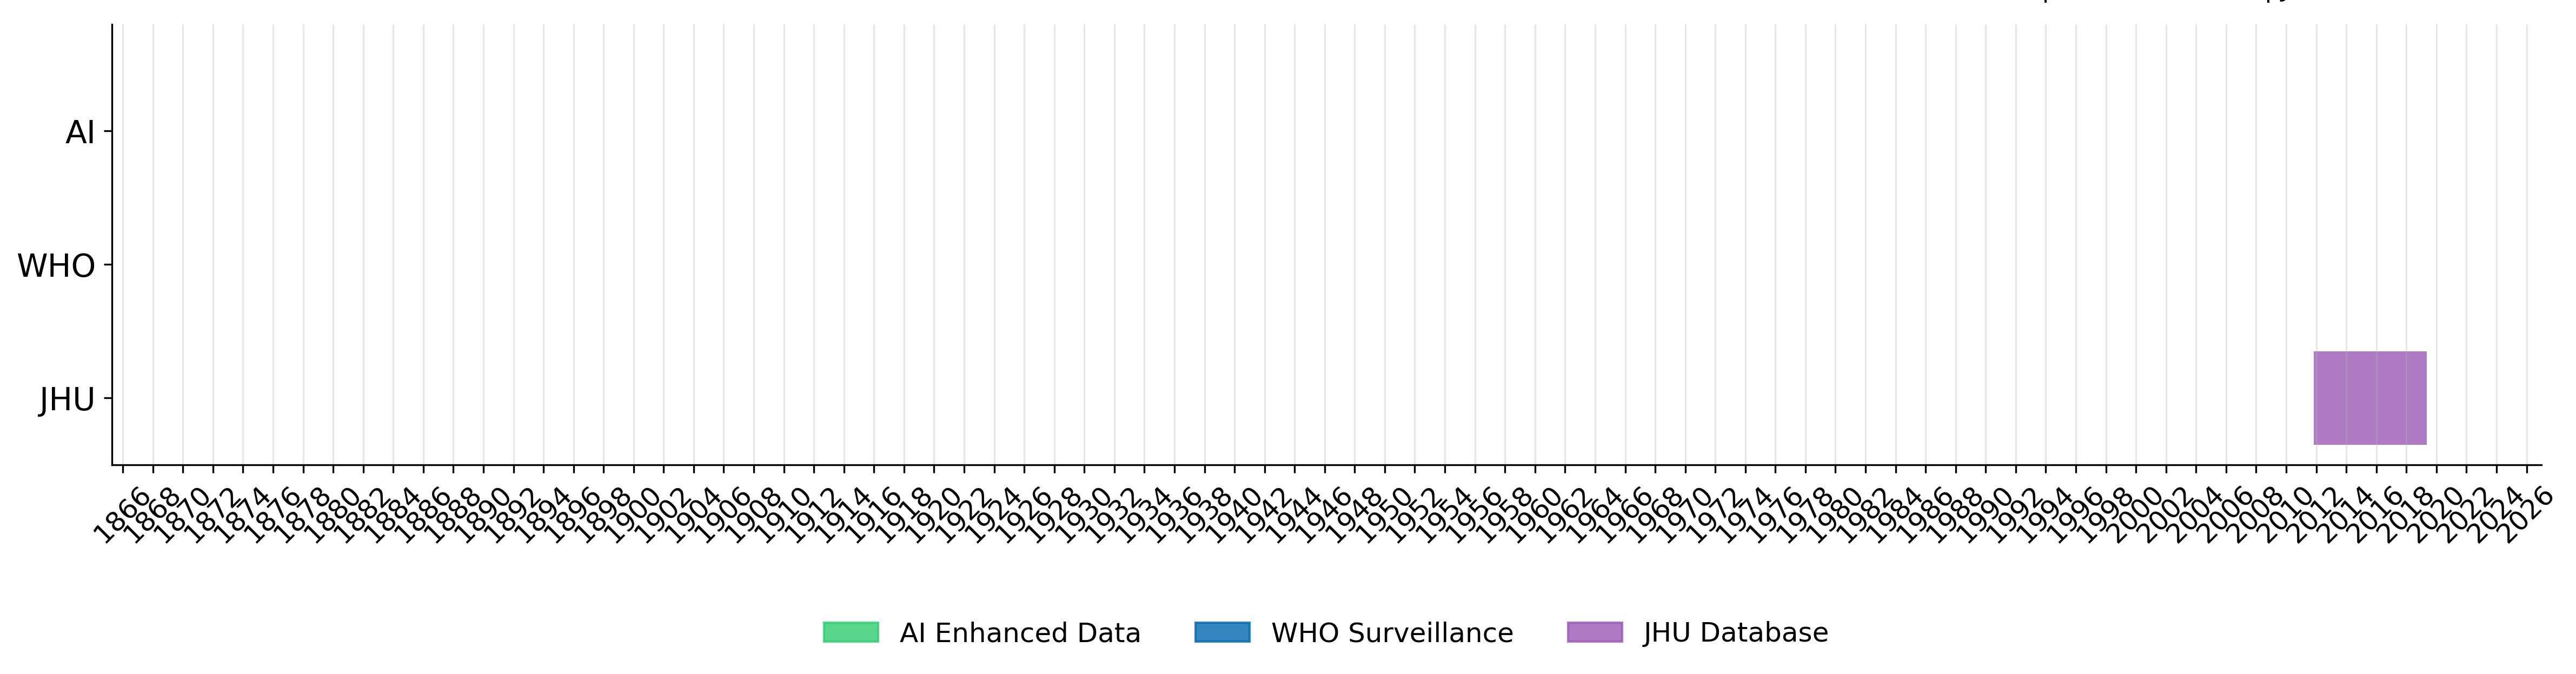 AI
WHO
JHU
1866 1868 1870 1872 1874 1876 1878 1880 1882 1884 1886 1888 1890 1892 1894 1896 1898 1900 1902 1904 1906 1908 1910 1912 1914 1916 1918 1920 1922 1924 1926 1928 1930 1932 1934 1936 1938 1940 1942 1944 1946 1948 1950 1952 1954 1956 1958 1960 1962 1964 1966 1968 1970 1972 1974 1976 1978 1980 1982 1984 1986 1988 1990 1992 1994 1996 1998 2000 2002 2004 2006 2008 2010 2012 2014 2016 2018 2020 2022 2024 2026
AI Enhanced Data WHO Surveillance JHU Database